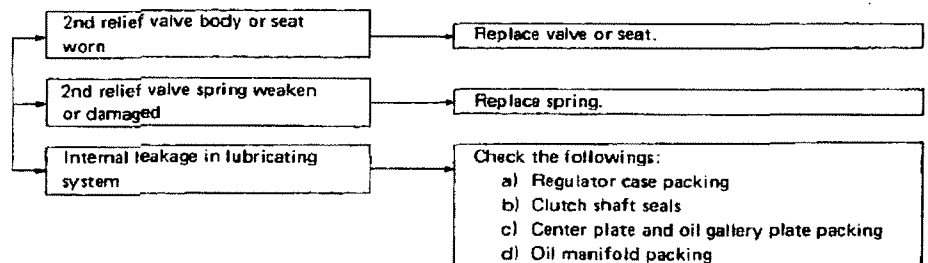 2nd relief valve body or seat
worn
Replace valve or seat.
2nd relief valve spring weaken
or damaged
Replace spring.
Internal leakage in lubricating
system
Check the followings:
a) Regulator case packing
b) Clutch shaft seals
c) Center plate and oil gallery plate packing
d) Oil manifold packing